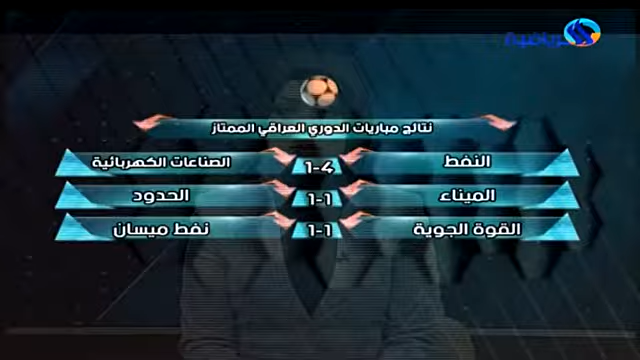 الرياضية
نتائج مباريات الدوري العراقي الممتاز
النفط 1-4 الصناعات الكهربائية
الميناء 1-1 الحدود
القوة الجوية 1-1 نفط ميسان